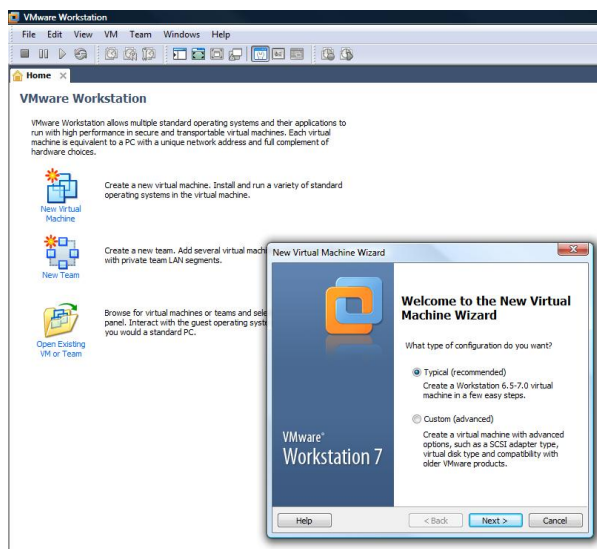 VMware Workstation
File Edit View VM Team Windows Help
Home
VMware Workstation
VMware Workstation allows multiple standard operating systems and their applications to
run with high performance in secure and transportable virtual machines. Each virtual
machine is equivalent to a PC with a unique network address and full complement of
hardware choices.
New Virtual
Machine
Create a new virtual machine. Install and run a variety of standard
operating systems in the virtual machine.
New Team
Create a new team. Add several virtual mach
with private team LAN segments.
Open Existing
VM or Team
Browse for virtual machines or teams and sele
panel. Interact with the guest operating syste
you would a standard PC.
New Virtual Machine Wizard
VMware®
Workstation 7
Welcome to the New Virtual
Machine Wizard
What type of configuration do you want?
Typical (recommended)
Create a Workstation 6.5-7.0 virtual
machine in a few easy steps.
Custom (advanced)
Create a virtual machine with advanced
options, such as a SCSI adapter type,
virtual disk type and compatibility with
older VMware products.
Help
< Back Next > Cancel